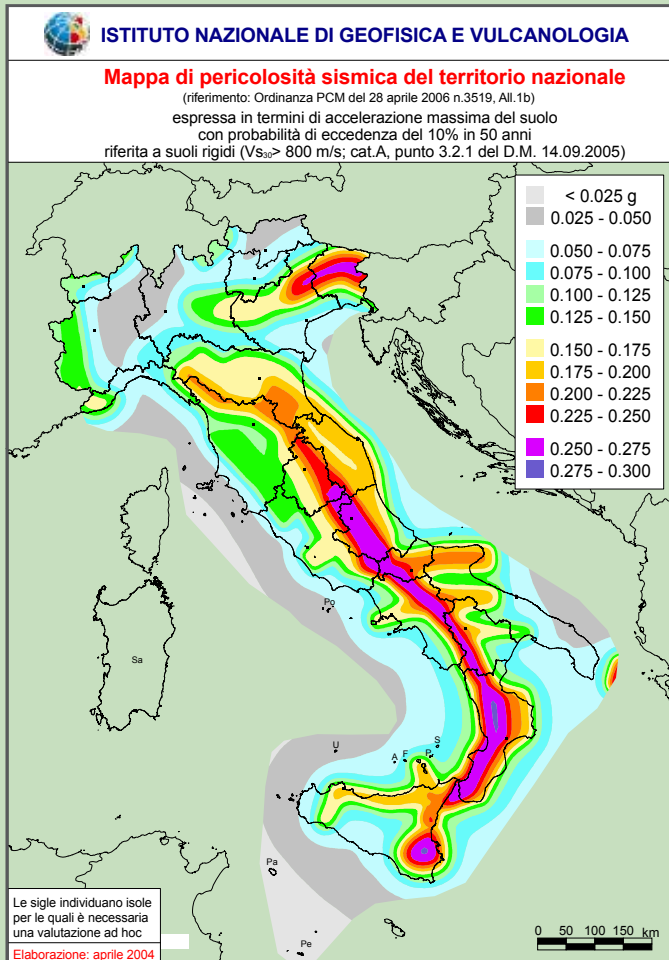 ISTITUTO NAZIONALE DI GEOFISICA E VULCANOLOGIA
Mappa di pericolosità sismica del territorio nazionale
(riferimento: Ordinanza PCM del 28 aprile 2006 n.3519, All.1b)
espressa in termini di accelerazione massima del suolo
con probabilità di eccedenza del 10% in 50 anni
riferita a suoli rigidi (Vs₃₀> 800 m/s; cat.A, punto 3.2.1 del D.M. 14.09.2005)
< 0.025 g
0.025 - 0.050
0.050 - 0.075
0.075 - 0.100
0.100 - 0.125
0.125 - 0.150
0.150 - 0.175
0.175 - 0.200
0.200 - 0.225
0.225 - 0.250
0.250 - 0.275
0.275 - 0.300
Po
Sa
U
A
F
P
S
Pa
Pe
Le sigle individuano isole
per le quali è necessaria
una valutazione ad hoc
Elaborazione: aprile 2004
0 50 100 150 km